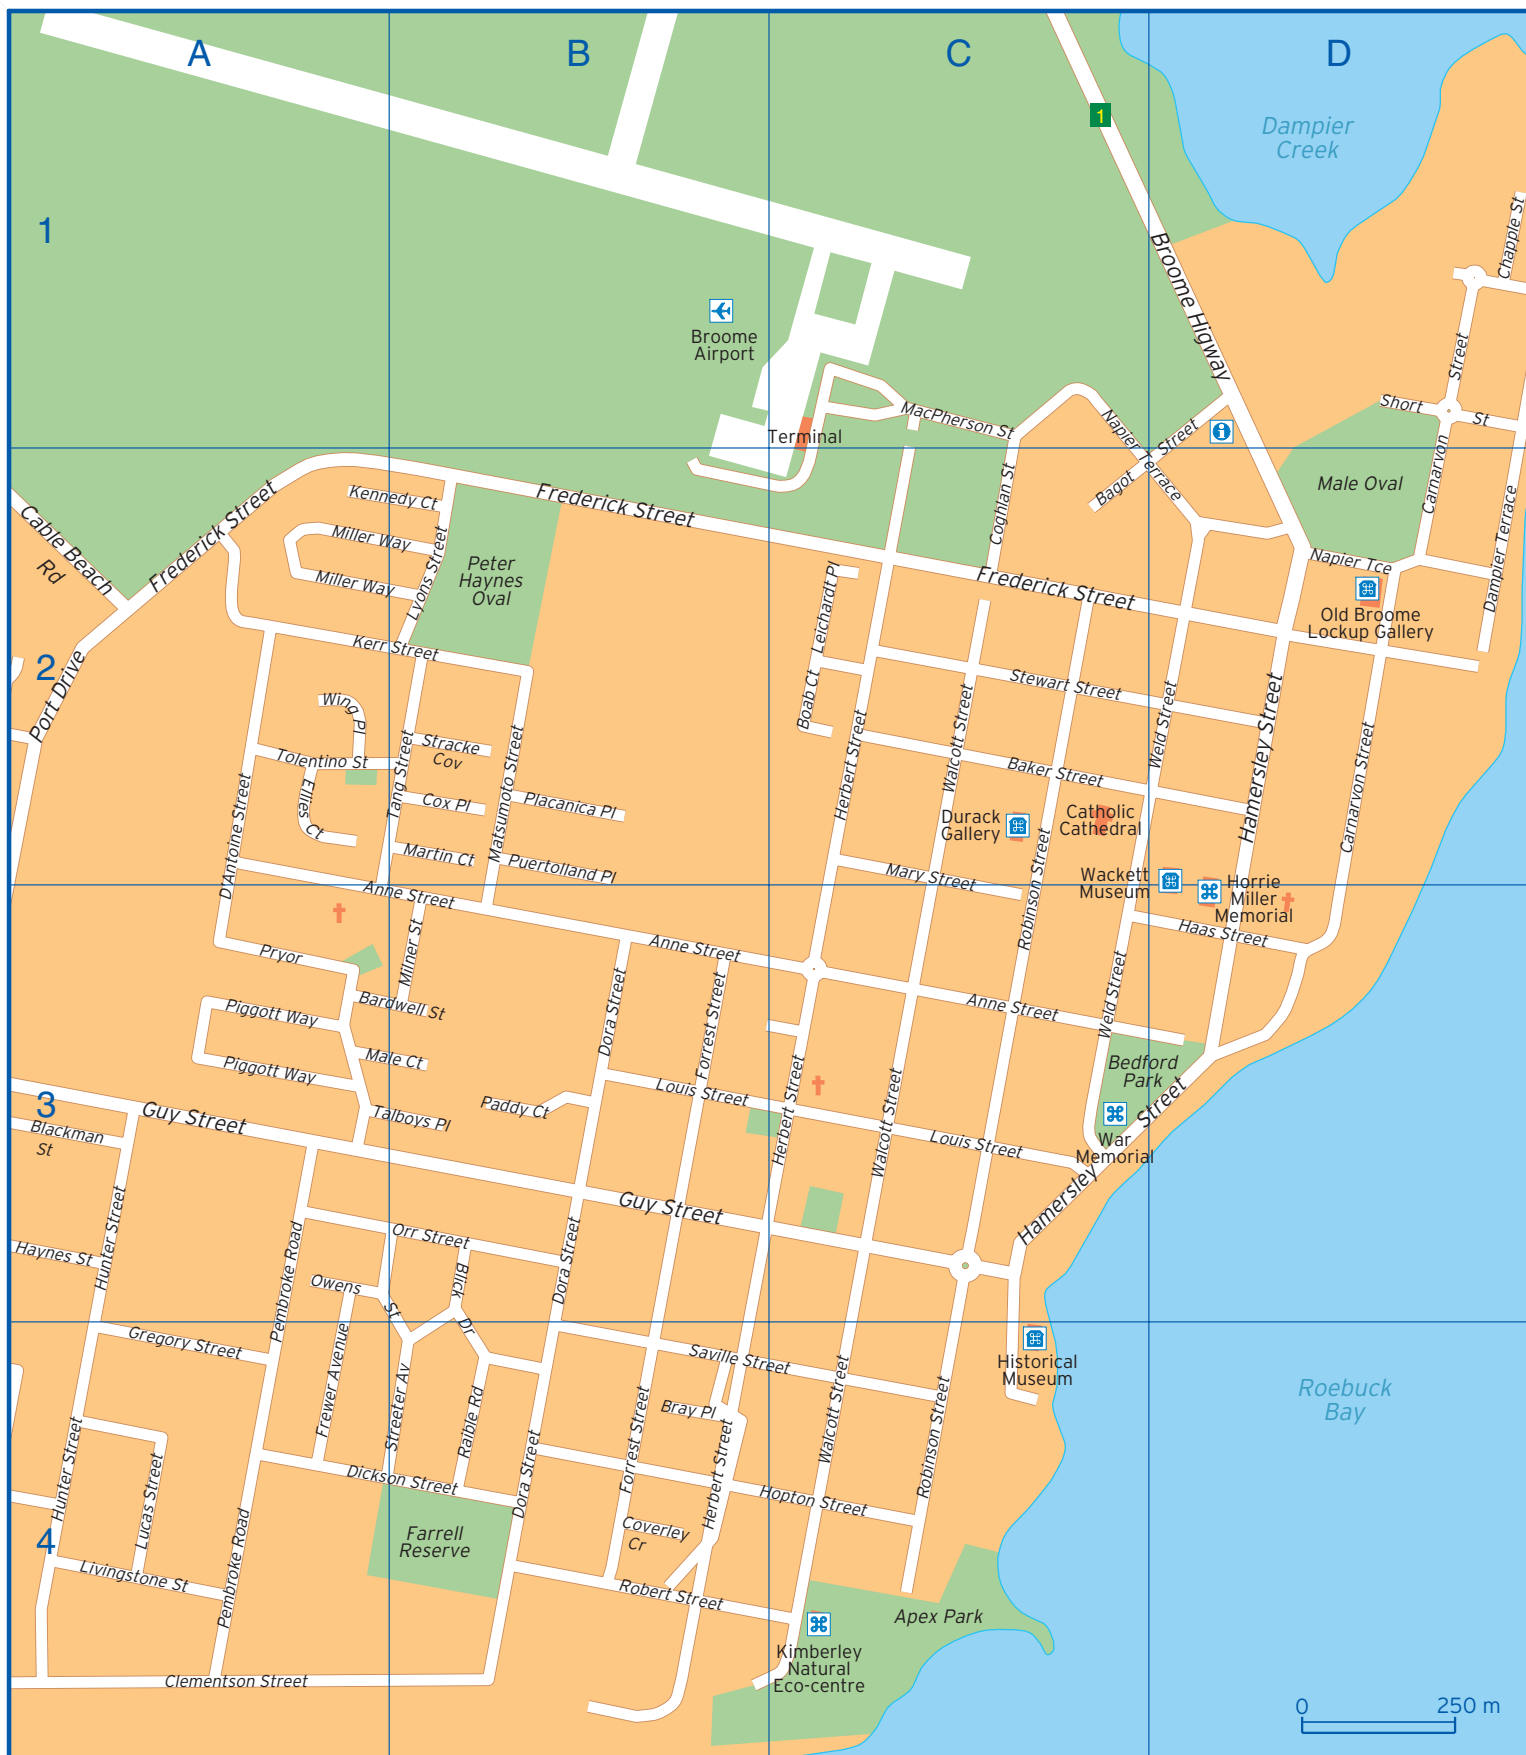 A
B
C
D
1
Dampier
Creek
1
Chapple St
Broome Higway
Broome
Airport
Street
Short
St
MacPherson St
Napier Terrace
Bagot Street
Terminal
Carnarvon
Male Oval
Coghlan St
Dampier Terrace
Kennedy Ct
Frederick Street
Frederick Street
Cable Beach
Rd
Miller Way
Miller Way
Lyons Street
Peter
Haynes
Oval
Leichardt Pl
Frederick Street
Napier Tce
Old Broome
Lockup Gallery
2
Port Drive
Kerr Street
Wing Pl
Boab Ct
Stewart Street
Stracke
Cov
Tolentino St
Tang Street
Ellies
Ct
Cox Pl
Placanica Pl
Matsumoto Street
Herbert Street
Walcott Street
Baker Street
Weld Street
Hamersley Street
Carnarvon Street
Durack
Gallery
Catholic
Cathedral
D'Antoine Street
Martin Ct
Puertolland Pl
Mary Street
Robinson Street
Wackett
Museum
Horrie
Miller
Memorial
Anne Street
Haas Street
Pryor
Milner St
Anne Street
Bardwell St
Piggott Way
Dora Street
Forrest Street
Anne Street
Weld Street
Male Ct
Piggott Way
Bedford
Park
3
Guy Street
Talboys Pl
Paddy Ct
Louis Street
Herbert Street
Walcott Street
Street
Blackman
St
Louis Street
War
Memorial
Hamersley
Hunter Street
Guy Street
Haynes St
Orr Street
Pembroke Road
Owens
St
Blick
Dr
Dora Street
Gregory Street
Frewer Avenue
Streeter Av
Saville Street
Historical
Museum
Roebuck
Bay
Raible Rd
Bray Pl
Forrest Street
Herbert Street
Walcott Street
Robinson Street
Hunter Street
Lucas Street
Dickson Street
Dora Street
Hopton Street
4
Farrell
Reserve
Coverley
Cr
Livingstone St
Pembroke Road
Robert Street
Apex Park
Kimberley
Natural
Eco-centre
Clementson Street
0
250 m